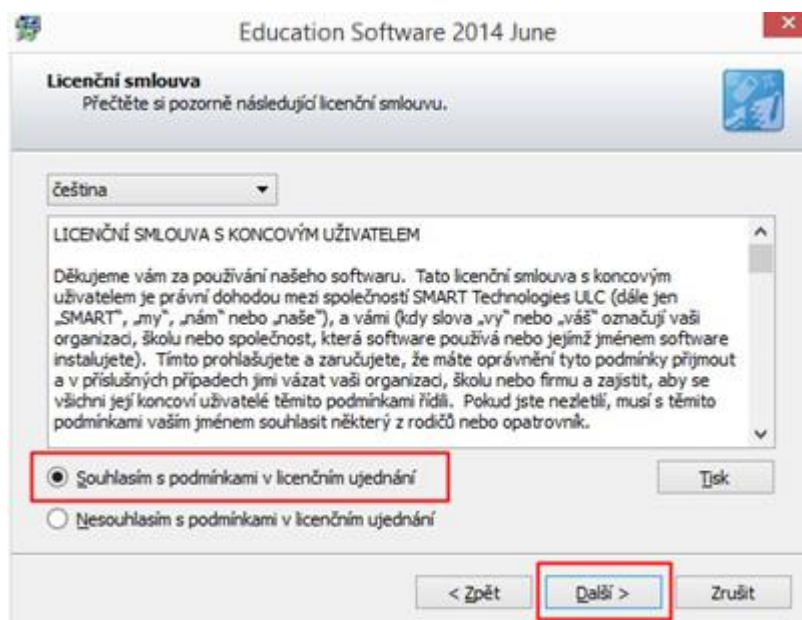 Education Software 2014 June
Licenční smlouva
Přečtěte si pozorně následující licenční smlouvu.
čeština
LICENČNÍ SMLOUVA S KONCOVÝM UŽIVATELEM
Děkujeme vám za používání našeho softwaru. Tato licenční smlouva s koncovým
uživatelem je právní dohodou mezi společností SMART Technologies ULC (dále jen
„SMART“, „my“, „nám“ nebo „naše“), a vámi (kdy slova „vy“ nebo „váš“ označují vaši
organizaci, školu nebo společnost, která software používá nebo jejímž jménem software
instalujete). Tímto prohlašujete a zaručujete, že máte oprávnění tyto podmínky přijmout
a v příslušných případech jimi vázat vaši organizaci, školu nebo firmu a zajistit, aby se
všichni její koncoví uživatelé těmito podmínkami řídili. Pokud jste nezletilí, musí s těmito
podmínkami vaším jménem souhlasit některý z rodičů nebo opatrovník.
Souhlasím s podmínkami v licenčním ujednání
Tisk
Nesouhlasím s podmínkami v licenčním ujednání
< Zpět
Další >
Zrušit